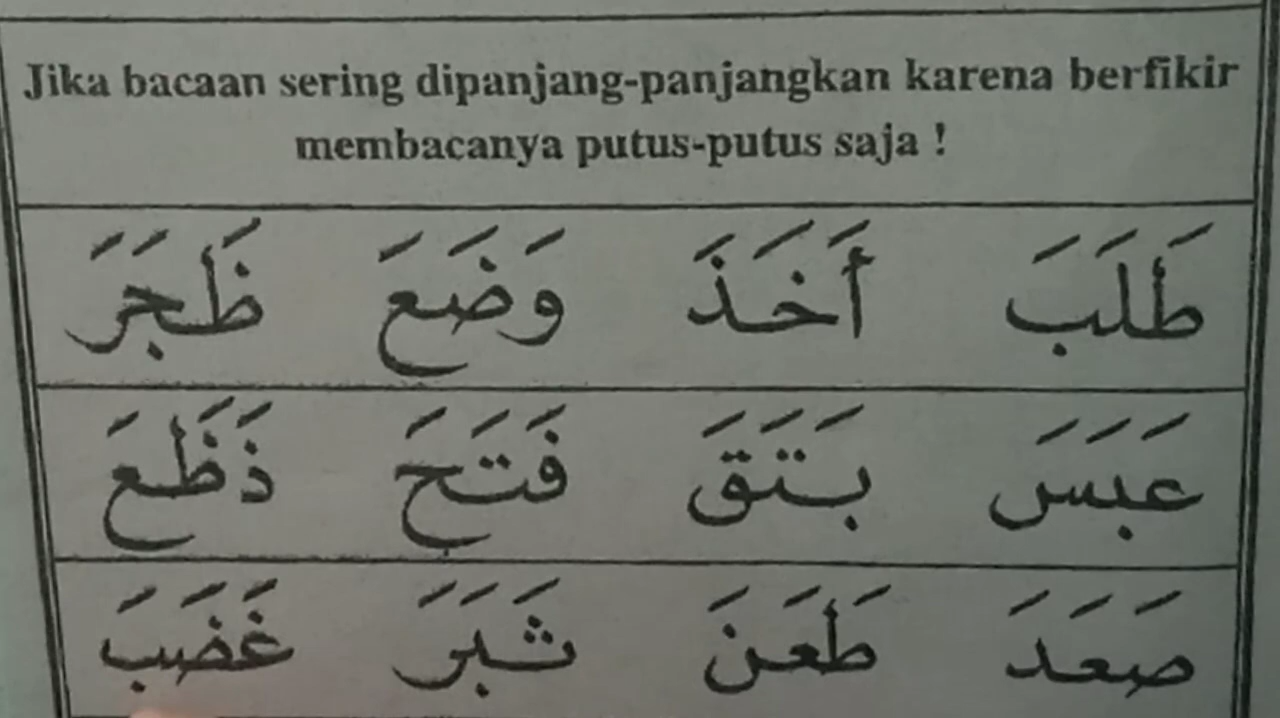 Jika bacaan sering dipanjang-panjangkan karena berfikir
membacanya putus-putus saja !
طَلَبَ أَخَذَ وَضَعَ ظَجَرَ
عَبَسَ بَتَقَ فَتَحَ ذَظَعَ
صَعَدَ طَعَنَ ثَبَرَ غَضَبَ